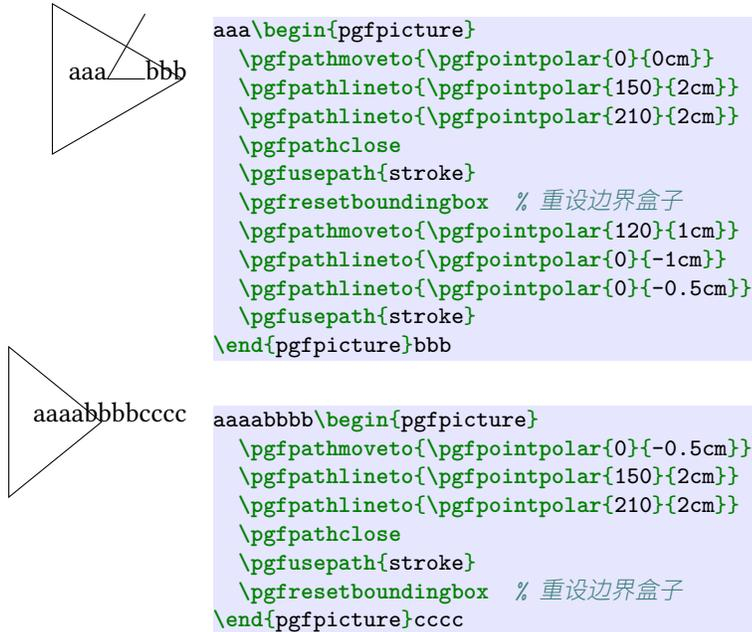 aaa bbb
aaa\begin{pgfpicture}
\pgfpathmoveto{\pgfpointpolar{0}{0cm}}
\pgfpathlineto{\pgfpointpolar{150}{2cm}}
\pgfpathlineto{\pgfpointpolar{210}{2cm}}
\pgfpathclose
\pgfusepath{stroke}
\pgfresetboundingbox % 重设边界盒子
\pgfpathmoveto{\pgfpointpolar{120}{1cm}}
\pgfpathlineto{\pgfpointpolar{0}{-1cm}}
\pgfpathlineto{\pgfpointpolar{0}{-0.5cm}}
\pgfusepath{stroke}
\end{pgfpicture}bbb
aaaabbbbcccc
aaaabbbb\begin{pgfpicture}
\pgfpathmoveto{\pgfpointpolar{0}{-0.5cm}}
\pgfpathlineto{\pgfpointpolar{150}{2cm}}
\pgfpathlineto{\pgfpointpolar{210}{2cm}}
\pgfpathclose
\pgfusepath{stroke}
\pgfresetboundingbox % 重设边界盒子
\end{pgfpicture}cccc